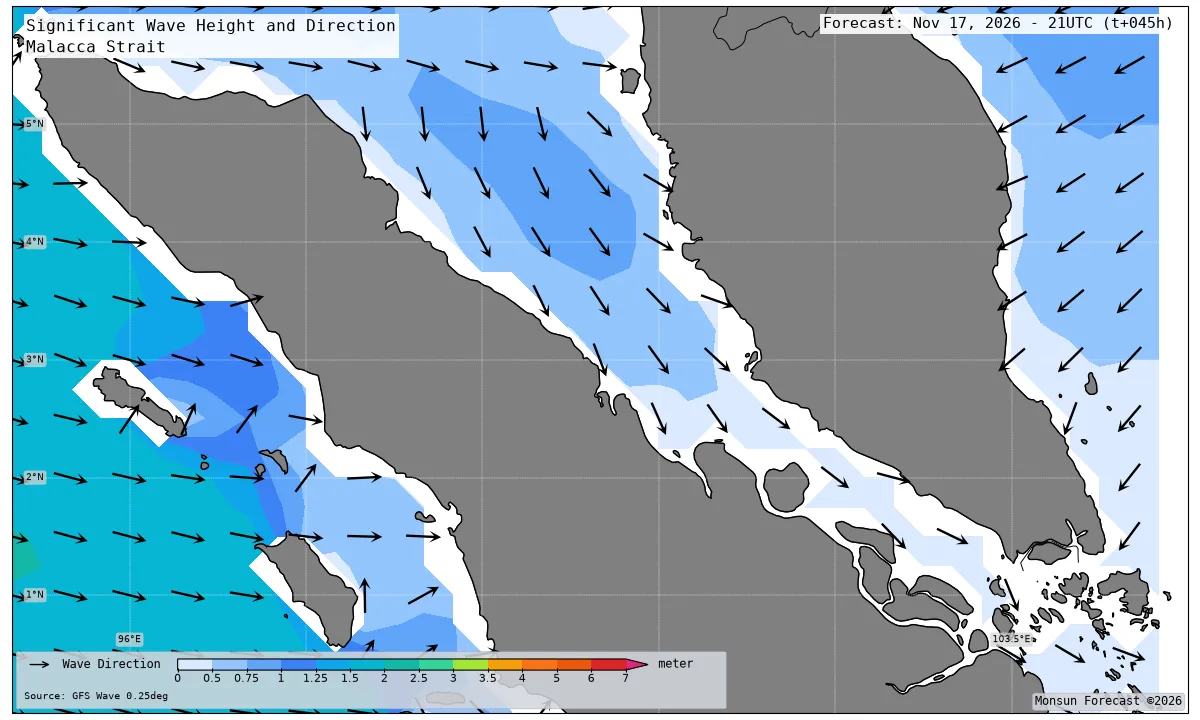 Significant Wave Height and Direction
Malacca Strait
Forecast: Nov 17, 2026 - 21UTC (t+045h)
5°N
4°N
3°N
2°N
1°N
96°E
103.5°E
Wave Direction
meter
0 0.5 0.75 1 1.25 1.5 2 2.5 3 3.5 4 5 6 7
Source: GFS Wave 0.25deg
Monsun Forecast ©2026